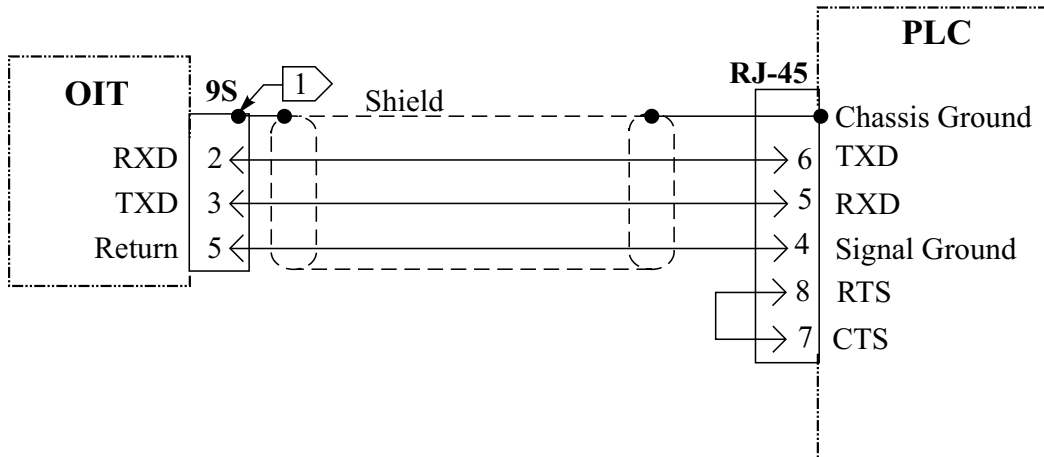 PLC
OIT
RJ-45
9S
1
Shield
Chassis Ground
RXD 2 6 TXD
TXD 3 5 RXD
Return 5 4 Signal Ground
8 RTS
7 CTS